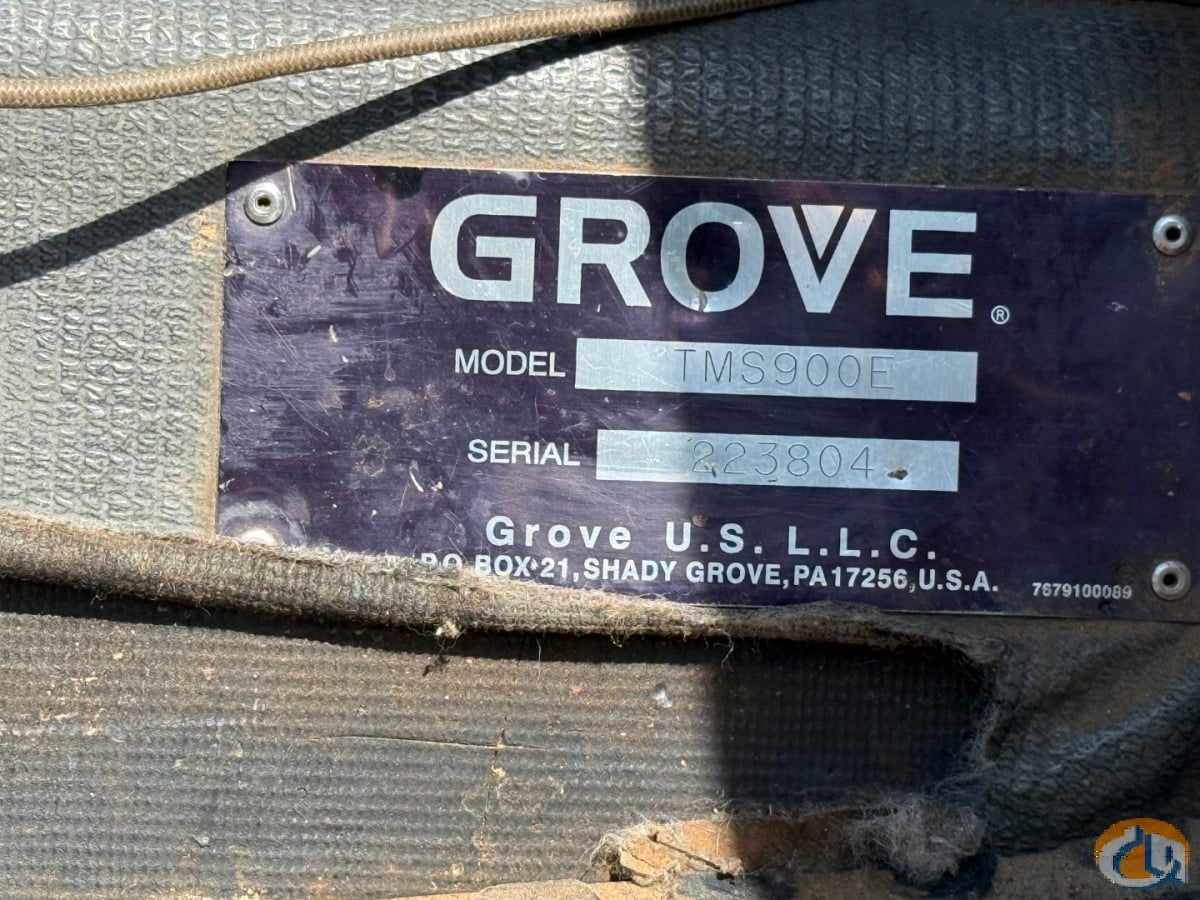 GROVE®
MODEL TMS900E
SERIAL 223804
Grove U.S. L.L.C.
P.O. BOX 21, SHADY GROVE, PA 17256, U.S.A.
7679100089